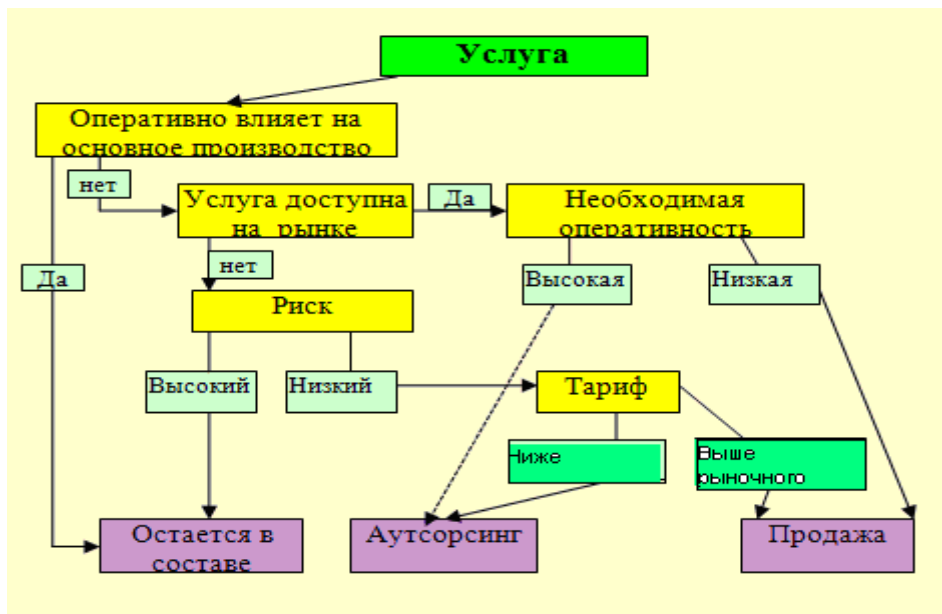 Услуга
Оперативно влияет на
основное производство
нет
Услуга доступна
на рынке
Да
Необходимая
оперативность
Да
нет
Высокая
Низкая
Риск
Высокий
Низкий
Тариф
Ниже
Выше
рыночного
Остается в
составе
Аутсорсинг
Продажа